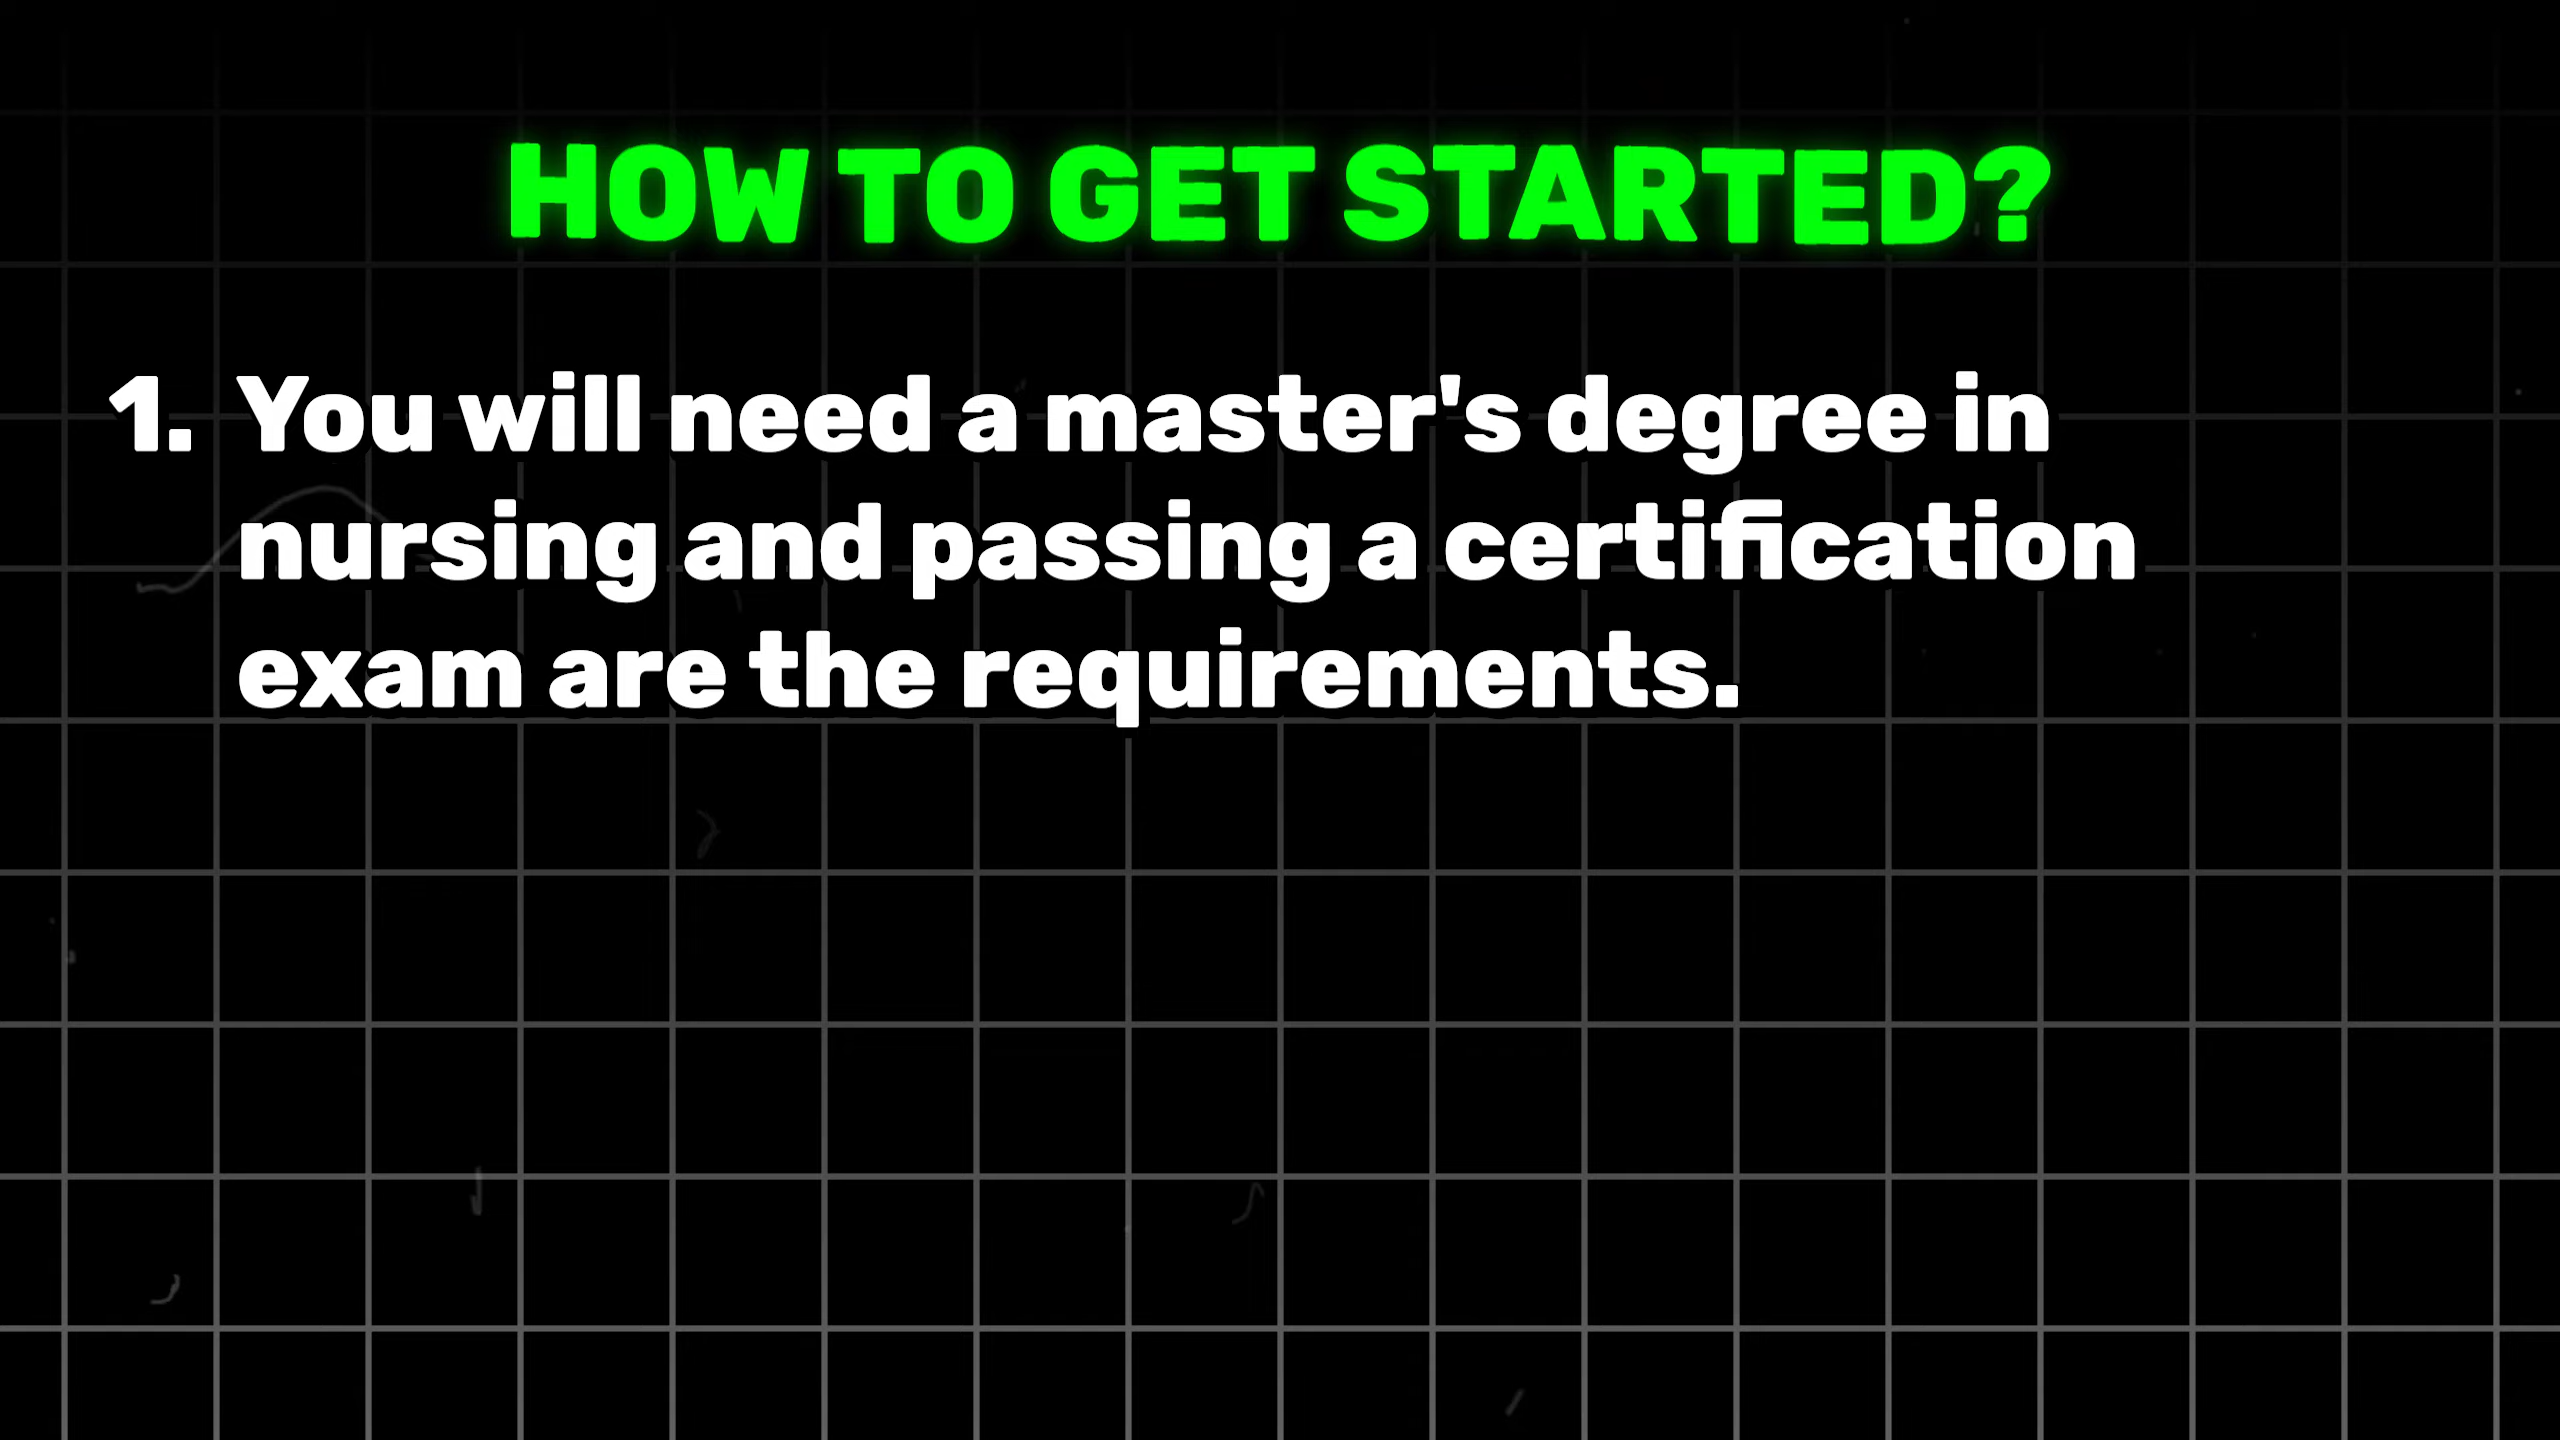 HOW TO GET STARTED?
1. You will need a master's degree in
nursing and passing a certification
exam are the requirements.